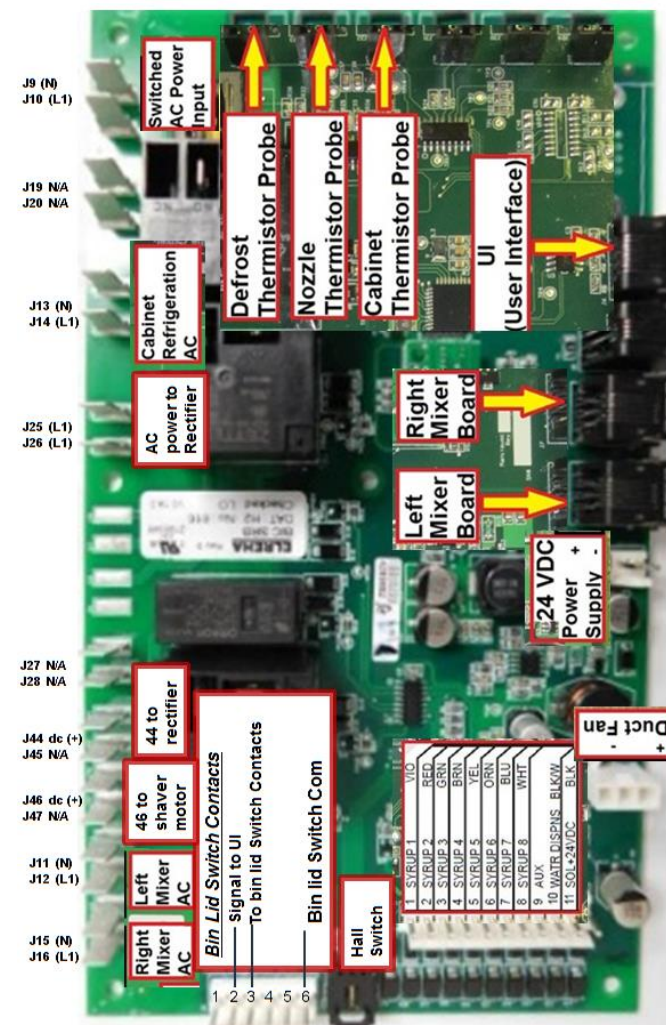 J9 (N)
J10 (L1)
J19 N/A
J20 N/A
J13 (N)
J14 (L1)
J25 (L1)
J26 (L1)
J27 N/A
J28 N/A
J44 dc (+)
J45 N/A
J46 dc (+)
J47 N/A
J11 (N)
J12 (L1)
J15 (N)
J16 (L1)
Switched
AC Power
Input
Cabinet
Refrigeration
AC
AC
power to
Rectifier
44 to
rectifier
46 to
shaver
motor
Left
Mixer
AC
Right
Mixer
AC
Defrost
Thermistor Probe
Nozzle
Thermistor Probe
Cabinet
Thermistor Probe
UI
(User Interface)
Right
Mixer
Board
Left
Mixer
Board
24 VDC
Power +
Supply -
ELREHA
Bin Lid Switch Contacts
Signal to UI
To bin lid Switch Contacts
Bin lid Switch Com
1
2
3
4
5
6
Hall
Switch
1 SYRUP 1 VIO
2 SYRUP 2 RED
3 SYRUP 3 GRN
4 SYRUP 4 BRN
5 SYRUP 5 YEL
6 SYRUP 6 ORN
7 SYRUP 7 BLU
8 SYRUP 8 WHT
9 AUX
10 WATR DISPNS BLK/W
11 SOL+24VDC BLK
Duct Fan
- +